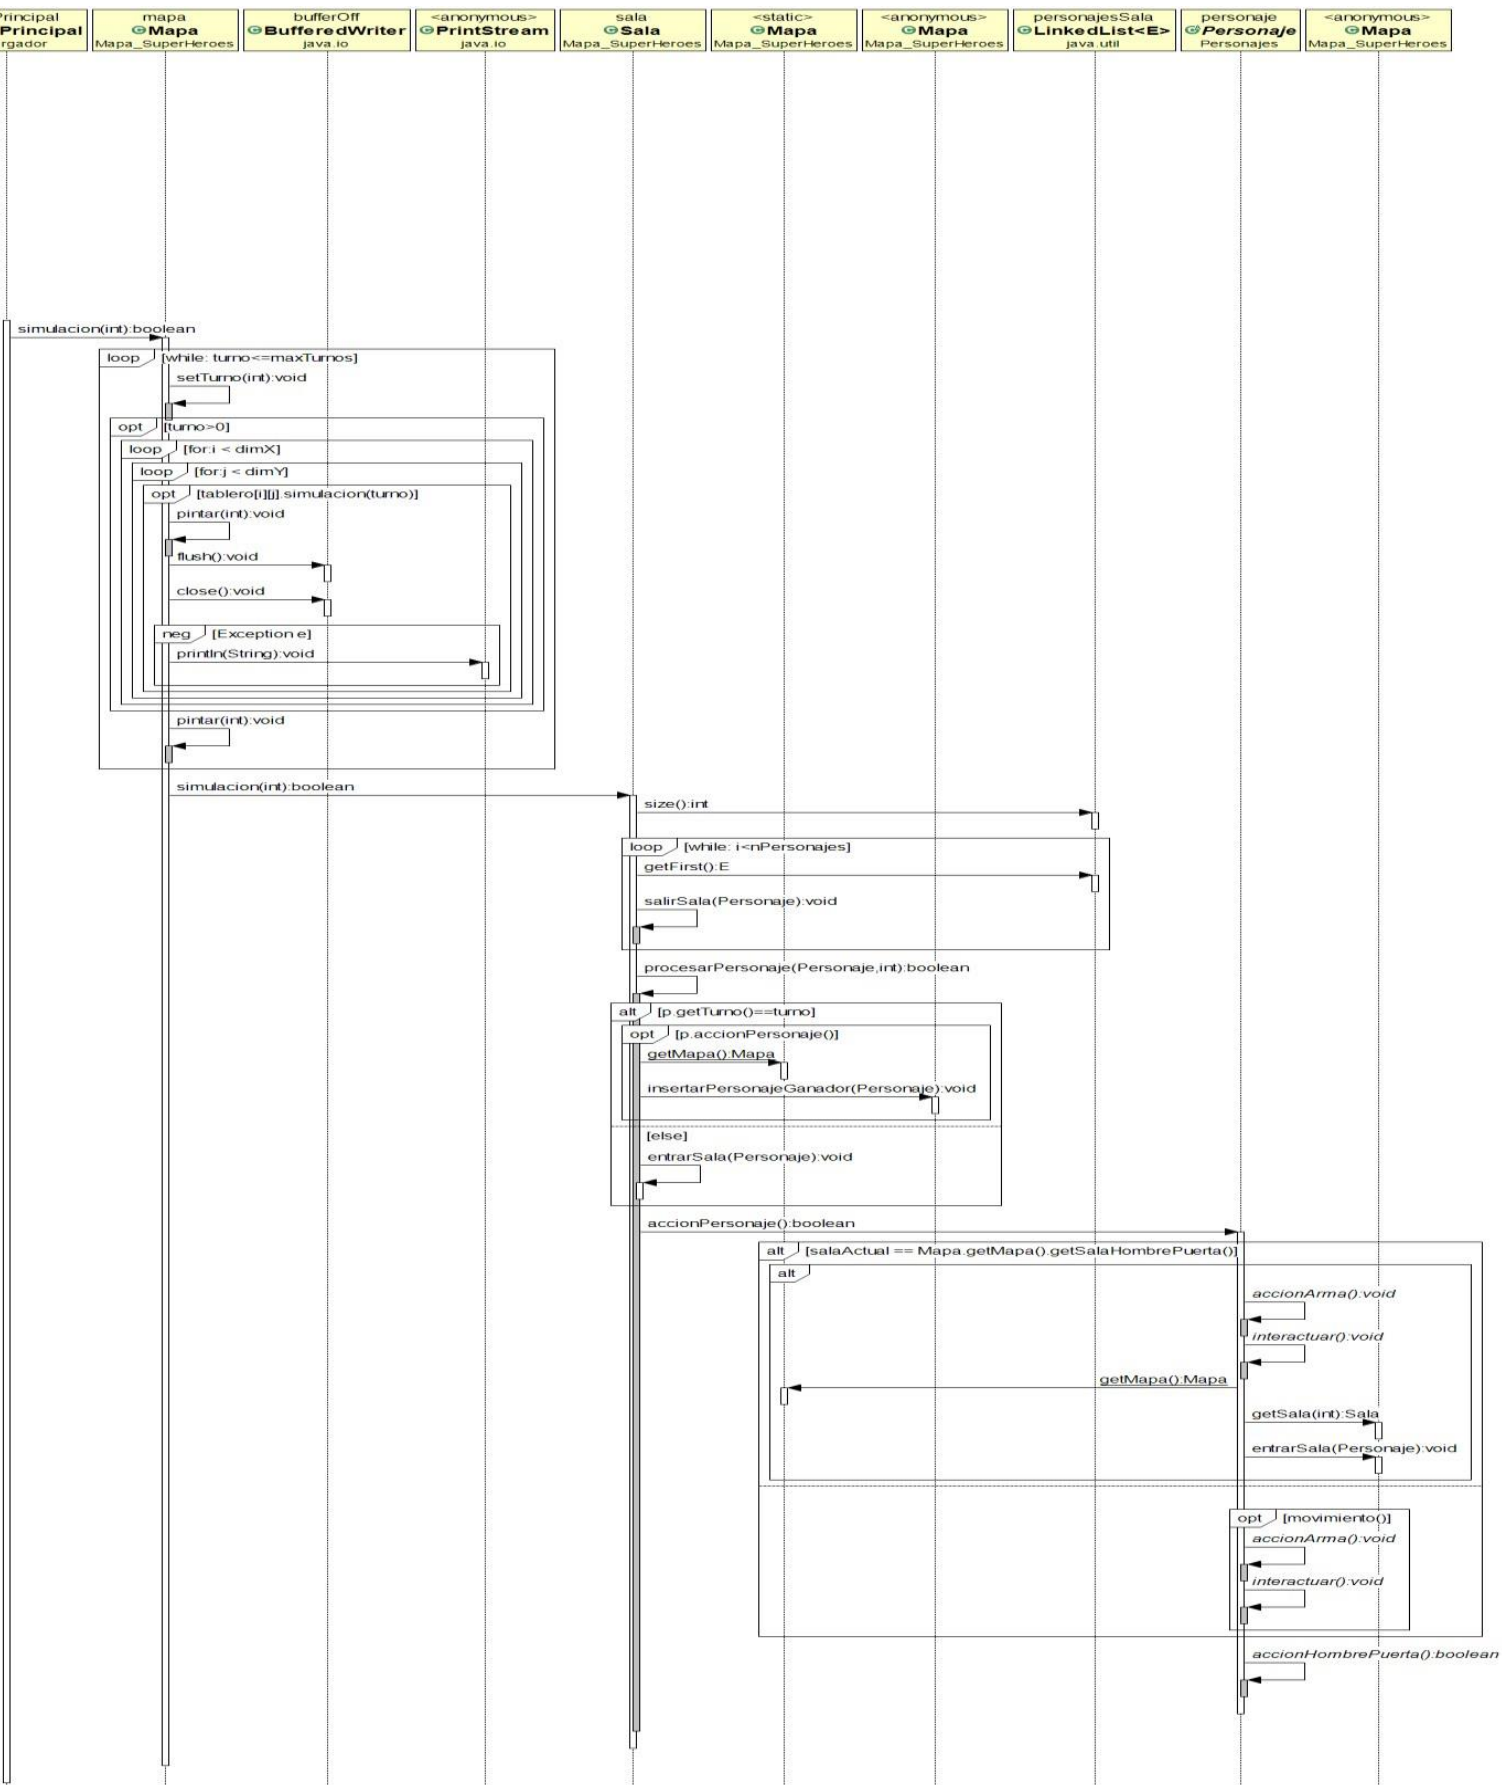 Principal
Principal
rgador
mapa
Mapa
Mapa_SuperHeroes
bufferOff
BufferedWriter
java.io
<anonymous>
PrintStream
java.io
sala
Sala
Mapa_SuperHeroes
<static>
Mapa
Mapa_SuperHeroes
<anonymous>
Mapa
Mapa_SuperHeroes
personajesSala
LinkedList<E>
java.util
personaje
Personaje
Personajes
<anonymous>
Mapa
Mapa_SuperHeroes
simulacion(int):boolean
loop [while: turno<=maxTurnos]
setTurno(int):void
opt [turno>0]
loop [for:i < dimX]
loop [for:j < dimY]
opt [tablero[i][j].simulacion(turno)]
pintar(int):void
flush():void
close():void
neg [Exception e]
println(String):void
pintar(int):void
simulacion(int):boolean
size():int
loop [while: i<nPersonajes]
getFirst():E
salirSala(Personaje):void
procesarPersonaje(Personaje,int):boolean
alt [p.getTurno()==turno]
opt [p.accionPersonaje()]
getMapa():Mapa
insertarPersonajeGanador(Personaje):void
[else]
entrarSala(Personaje):void
accionPersonaje():boolean
alt [salaActual == Mapa.getMapa().getSalaHombrePuerta()]
alt
accionArma():void
interactuar():void
getMapa():Mapa
getSala(int):Sala
entrarSala(Personaje):void
opt [movimiento()]
accionArma():void
interactuar():void
accionHombrePuerta():boolean